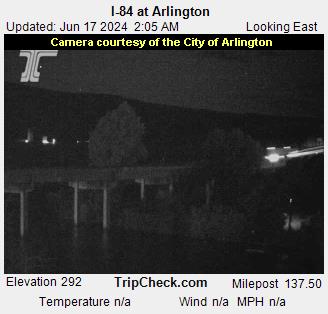 I-84 at Arlington
Updated: Jun 17 2024 2:05 AM Looking East
Camera courtesy of the City of Arlington
Elevation 292 TripCheck.com Milepost 137.50
Temperature n/a Wind n/a MPH n/a